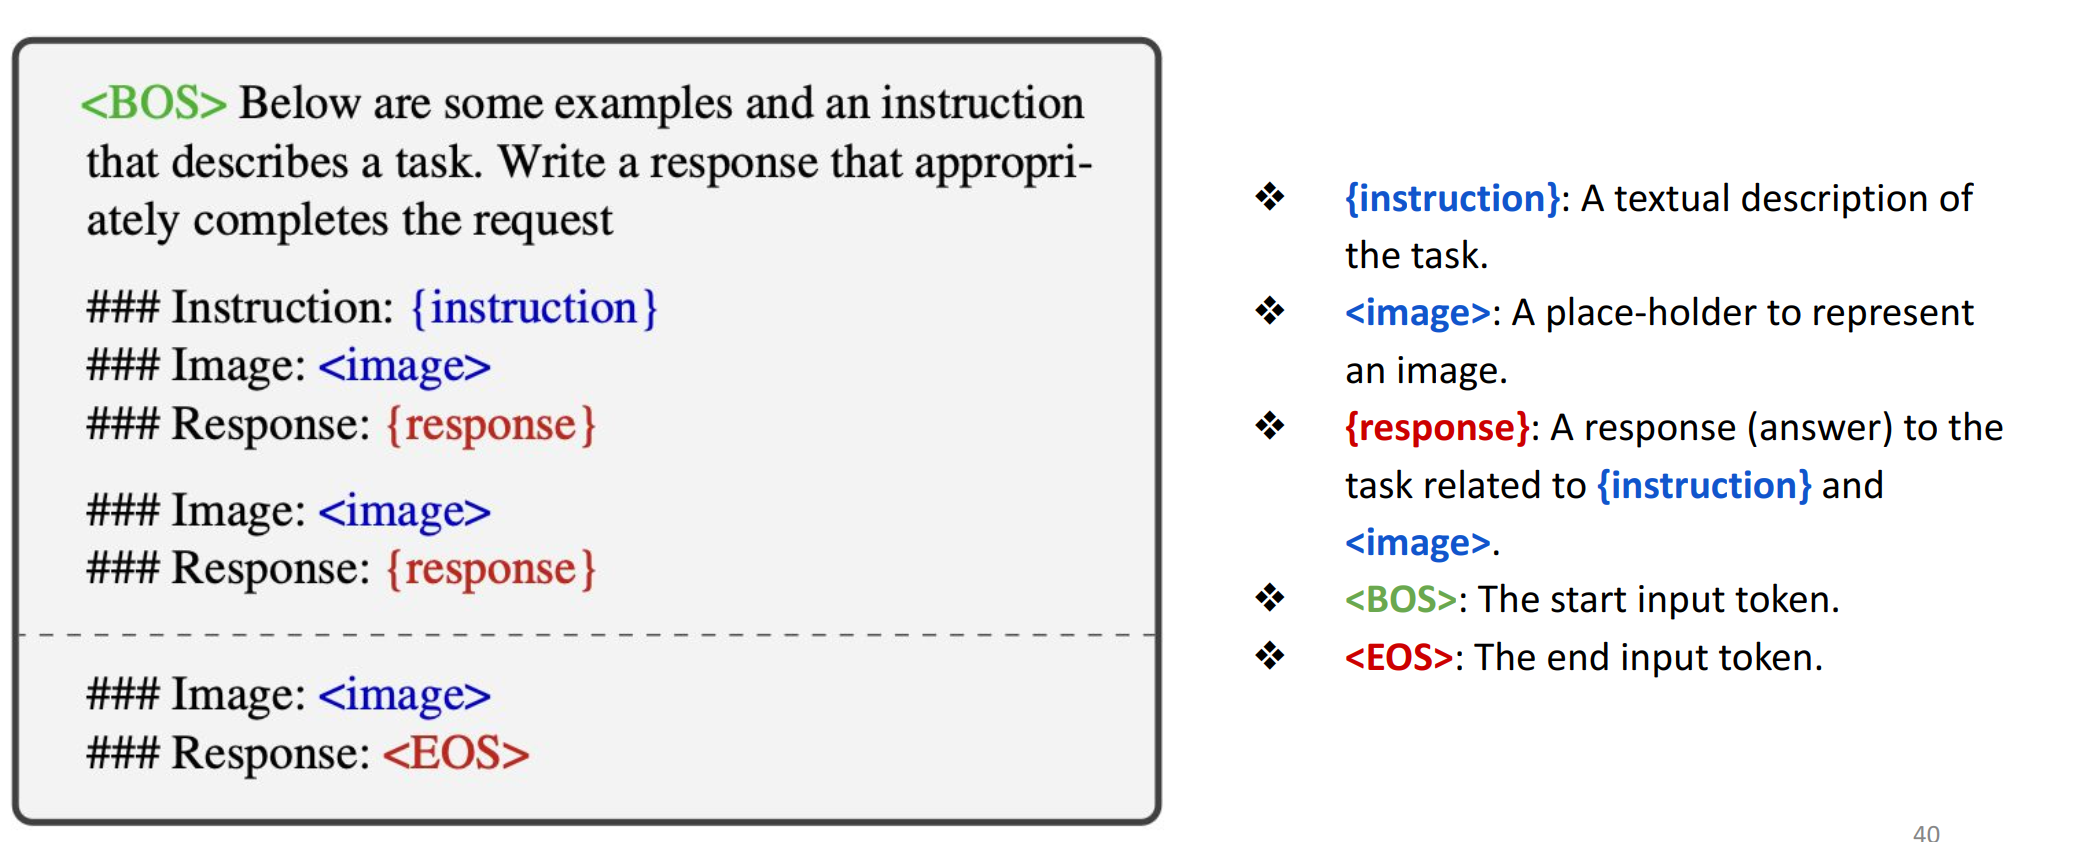 <BOS> Below are some examples and an instruction
that describes a task. Write a response that appropri-
ately completes the request
### Instruction: {instruction}
### Image: <image>
### Response: {response}
### Image: <image>
### Response: {response}
### Image: <image>
### Response: <EOS>
❖ {instruction}: A textual description of
the task.
❖ <image>: A place-holder to represent
an image.
❖ {response}: A response (answer) to the
task related to {instruction} and
<image>.
❖ <BOS>: The start input token.
❖ <EOS>: The end input token.
40